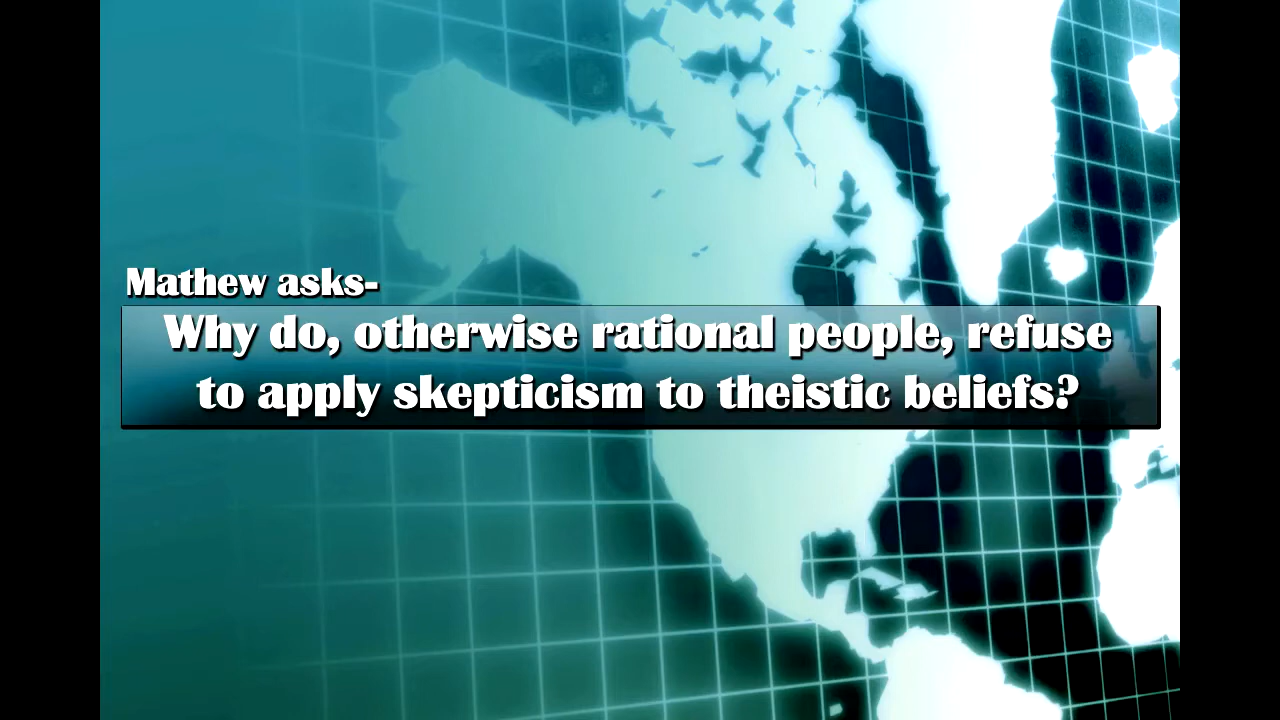 Mathew asks-
Why do, otherwise rational people, refuse
to apply skepticism to theistic beliefs?